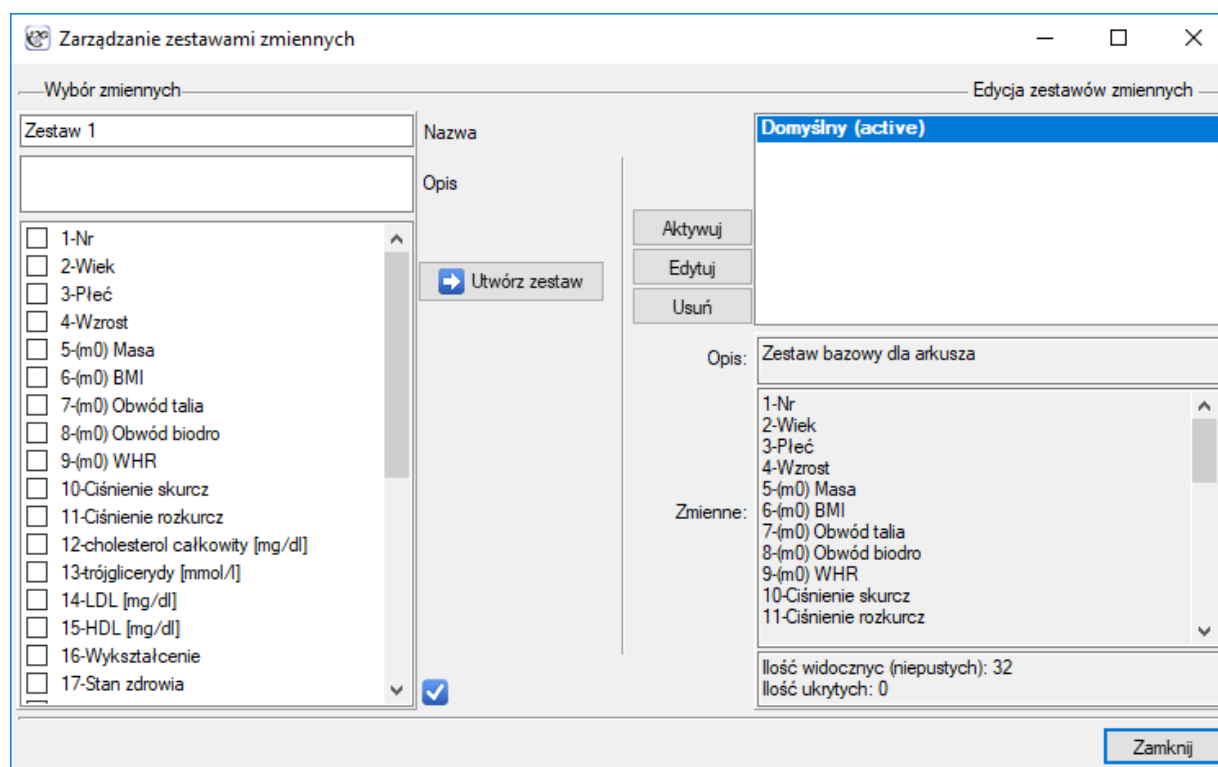 Zarządzanie zestawami zmiennych
Wybór zmiennych
Edycja zestawów zmiennych
Zestaw 1
Nazwa
Opis
1-Nr
2-Wiek
3-Płeć
4-Wzrost
5-(m0) Masa
6-(m0) BMI
7-(m0) Obwód talia
8-(m0) Obwód biodro
9-(m0) WHR
10-Ciśnienie skurcz
11-Ciśnienie rozkurcz
12-cholesterol całkowity [mg/dl]
13-trójglicerydy [mmol/l]
14-LDL [mg/dl]
15-HDL [mg/dl]
16-Wykształcenie
17-Stan zdrowia
Utwórz zestaw
Domyślny (active)
Aktywuj
Edytuj
Usuń
Opis:
Zestaw bazowy dla arkusza
Zmienne:
1-Nr
2-Wiek
3-Płeć
4-Wzrost
5-(m0) Masa
6-(m0) BMI
7-(m0) Obwód talia
8-(m0) Obwód biodro
9-(m0) WHR
10-Ciśnienie skurcz
11-Ciśnienie rozkurcz
Ilość widocznyc (niepustych): 32
Ilość ukrytych: 0
Zamknij